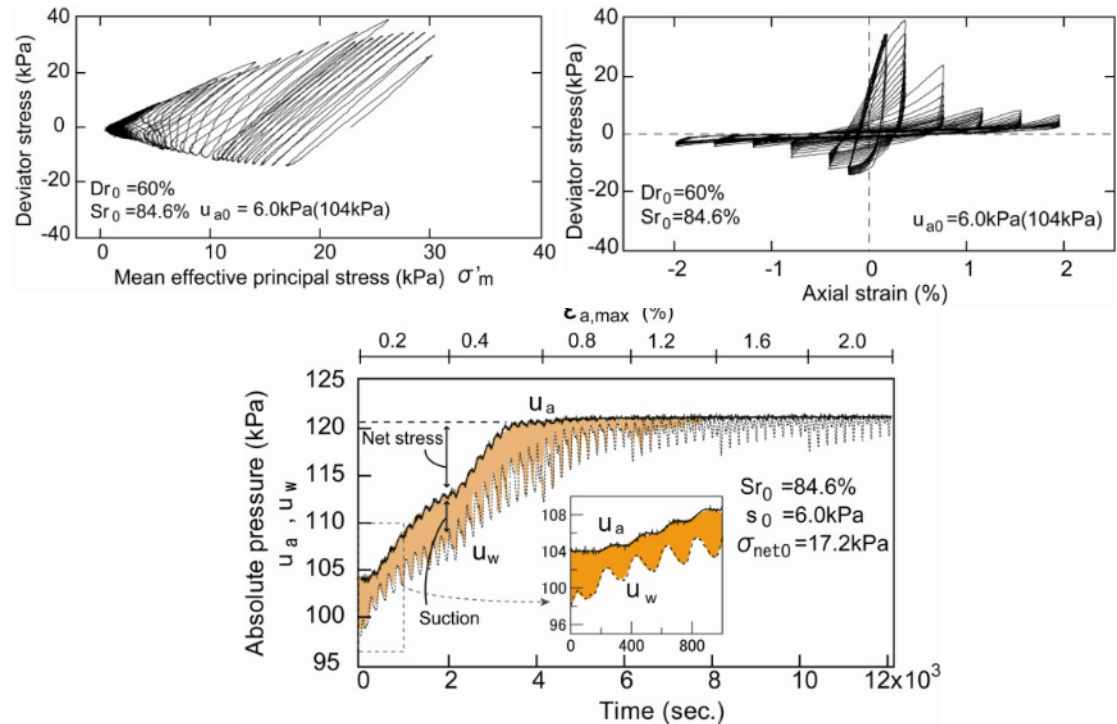 40
20
0
-20
-40
Deviator stress (kPa)
Dr0 =60%
Sr0 =84.6% ua0 = 6.0kPa(104kPa)
0 10 20 30 40
Mean effective principal stress (kPa) σ'm
40
20
0
-20
40
Deviator stress(kPa)
Dr0 =60%
Sr0 =84.6%
ua0 =6.0kPa(104kPa)
-2 -1 0 1 2
Axial strain (%)
εa,max (%)
0.2 0.4 0.8 1.2 1.6 2.0
125
120
115
110
105
100
95
Absolute pressure (kPa)
ua , uw
ua
Net stress
uw
Suction
Sr0 =84.6%
s0 =6.0kPa
σnet0 =17.2kPa
108
104
100
96
ua
uw
0 400 800
0 2 4 6 8 10 12×10³
Time (sec.)